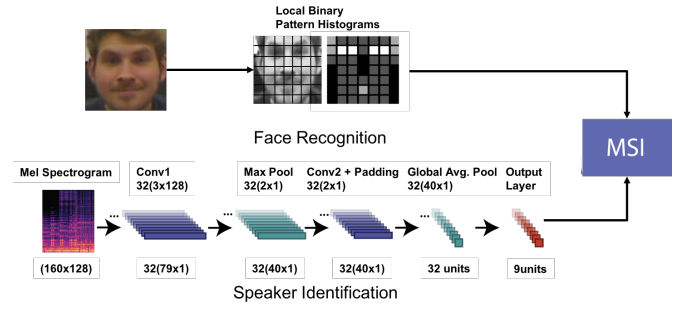 Local Binary
Pattern Histograms
Face Recognition
MSI
Mel Spectrogram
Conv1
32(3x128)
Max Pool
32(2x1)
Conv2 + Padding
32(2x1)
Global Avg. Pool
32(40x1)
Output
Layer
...
...
...
...
(160x128)
32(79x1)
32(40x1)
32(40x1)
32 units
9units
Speaker Identification